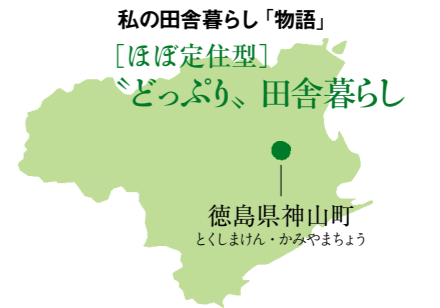 私の田舎暮らし「物語」
［ほぼ定住型］
〝どっぷり〟田舎暮らし
徳島県神山町
とくしまけん・かみやまちょう